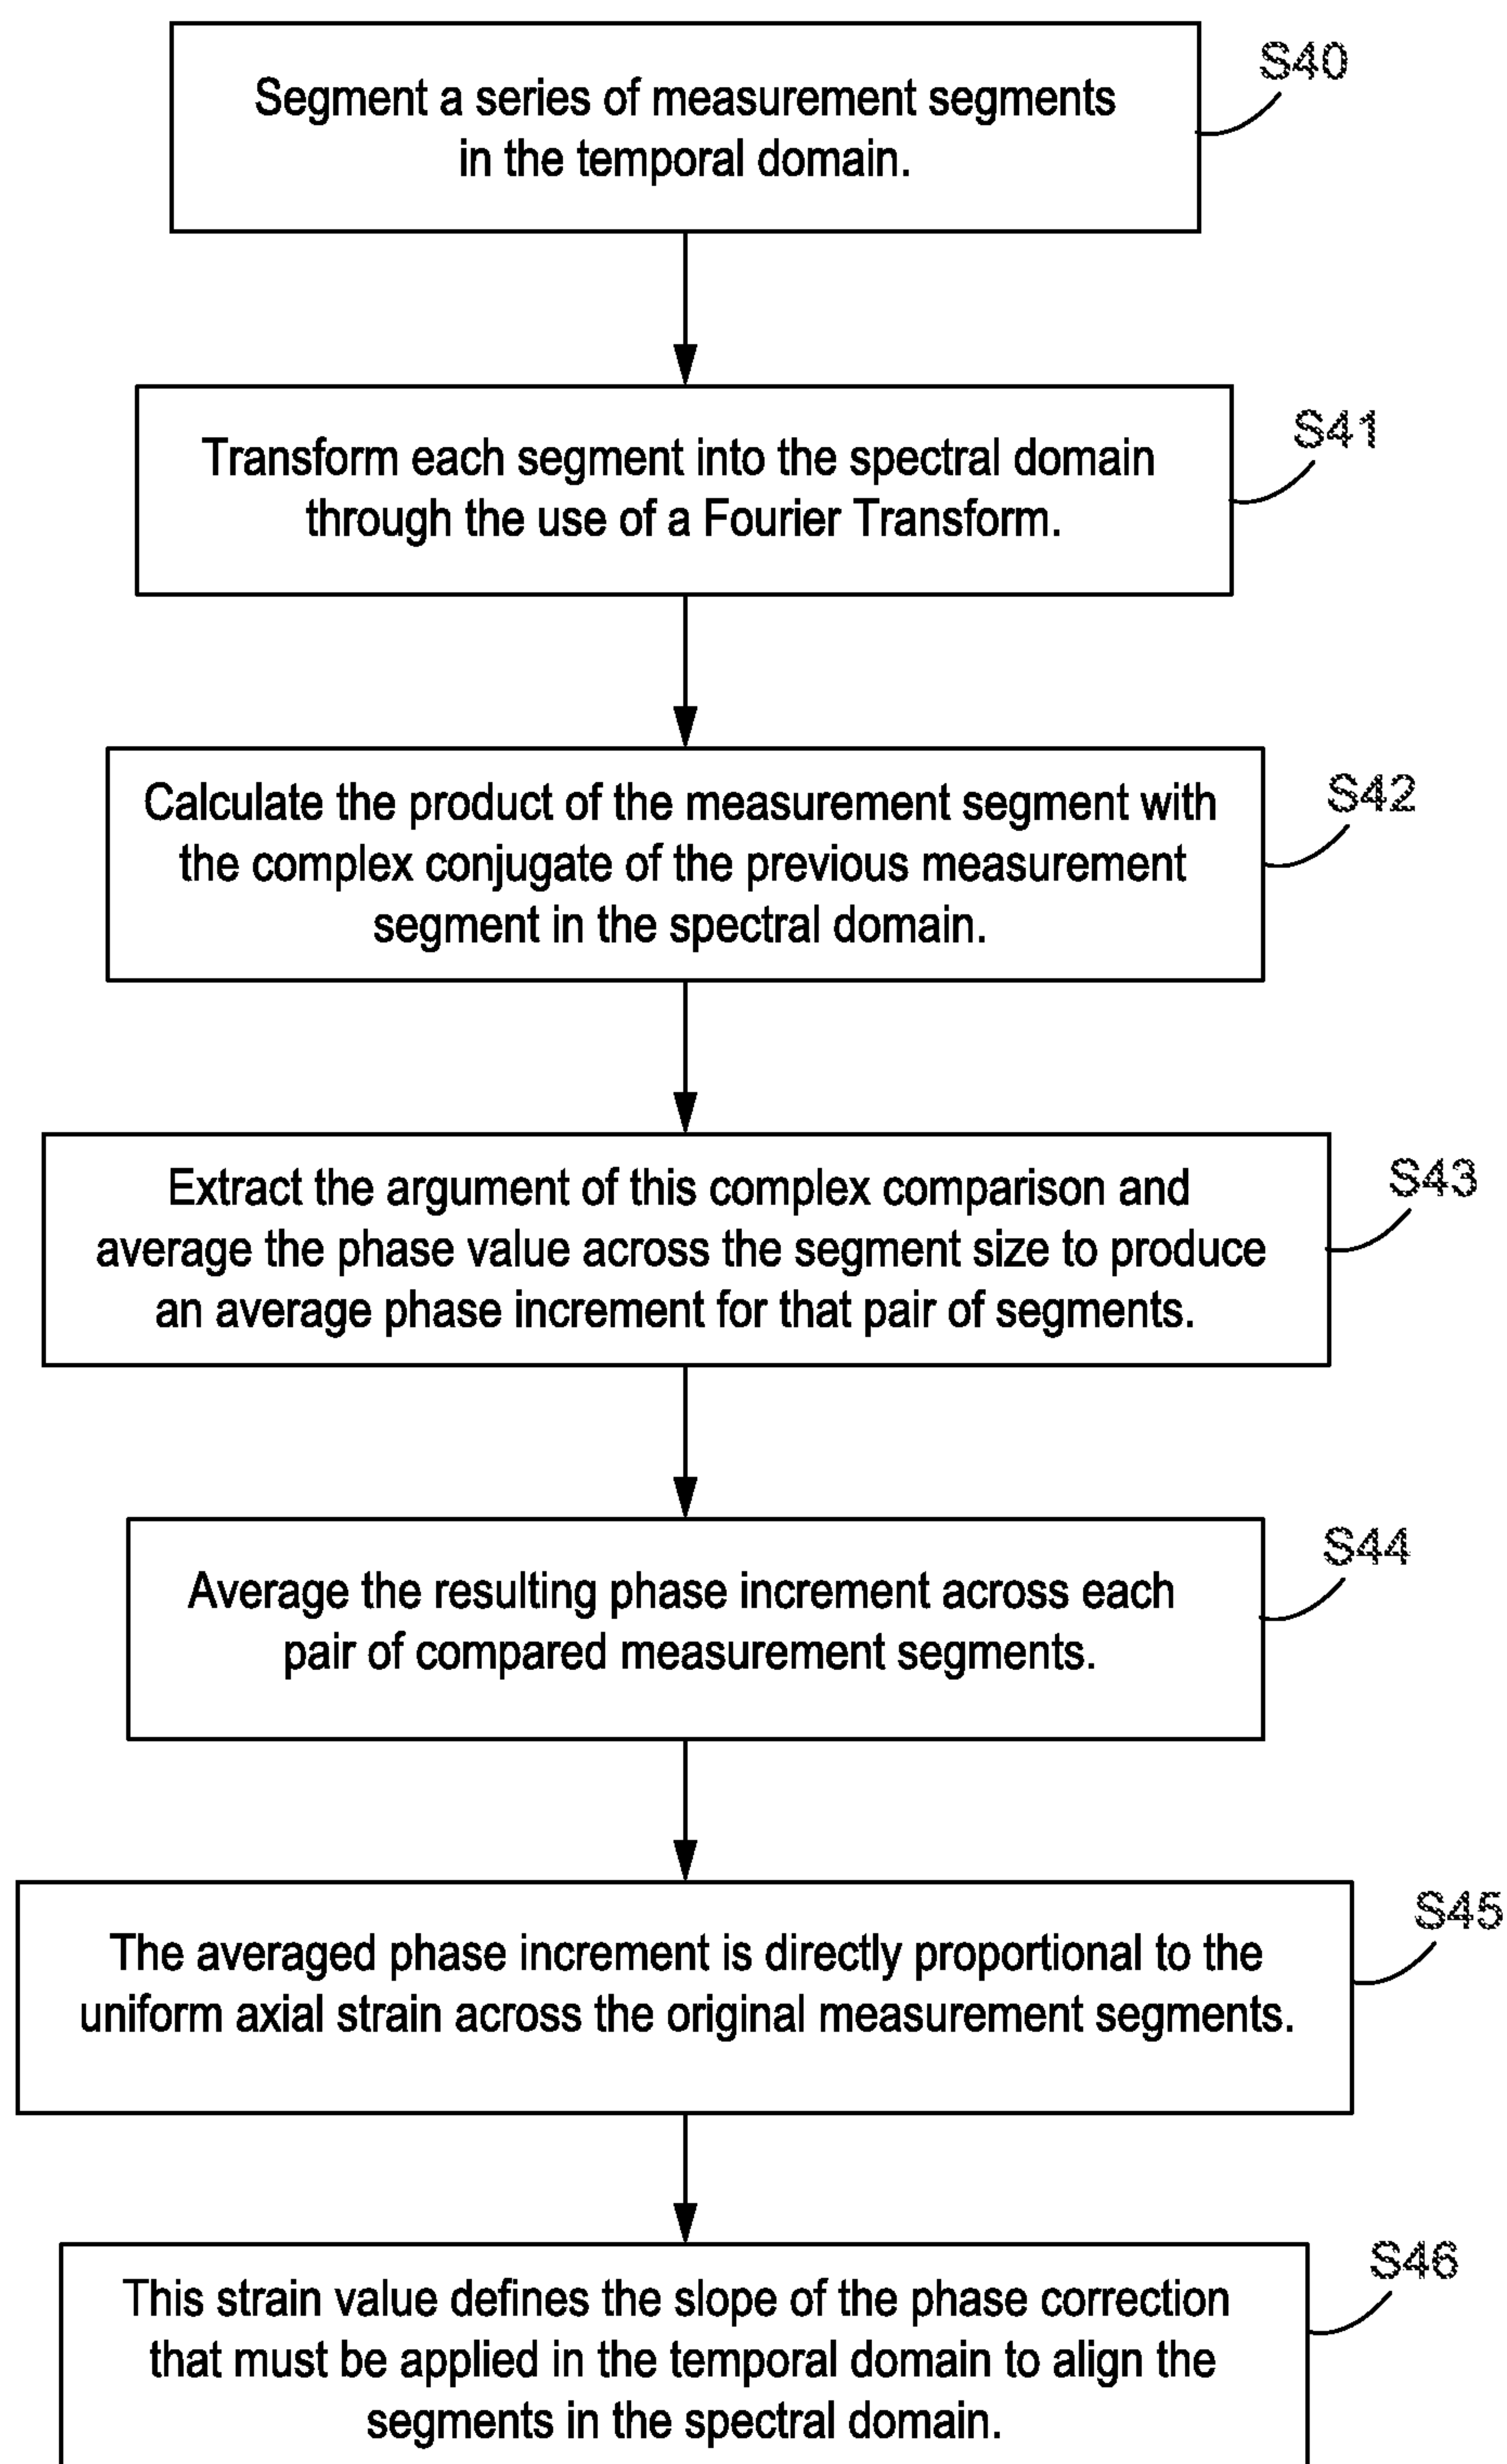 S40
Segment a series of measurement segments
in the temporal domain.
S41
Transform each segment into the spectral domain
through the use of a Fourier Transform.
S42
Calculate the product of the measurement segment with
the complex conjugate of the previous measurement
segment in the spectral domain.
S43
Extract the argument of this complex comparison and
average the phase value across the segment size to produce
an average phase increment for that pair of segments.
S44
Average the resulting phase increment across each
pair of compared measurement segments.
S45
The averaged phase increment is directly proportional to the
uniform axial strain across the original measurement segments.
S46
This strain value defines the slope of the phase correction
that must be applied in the temporal domain to align the
segments in the spectral domain.